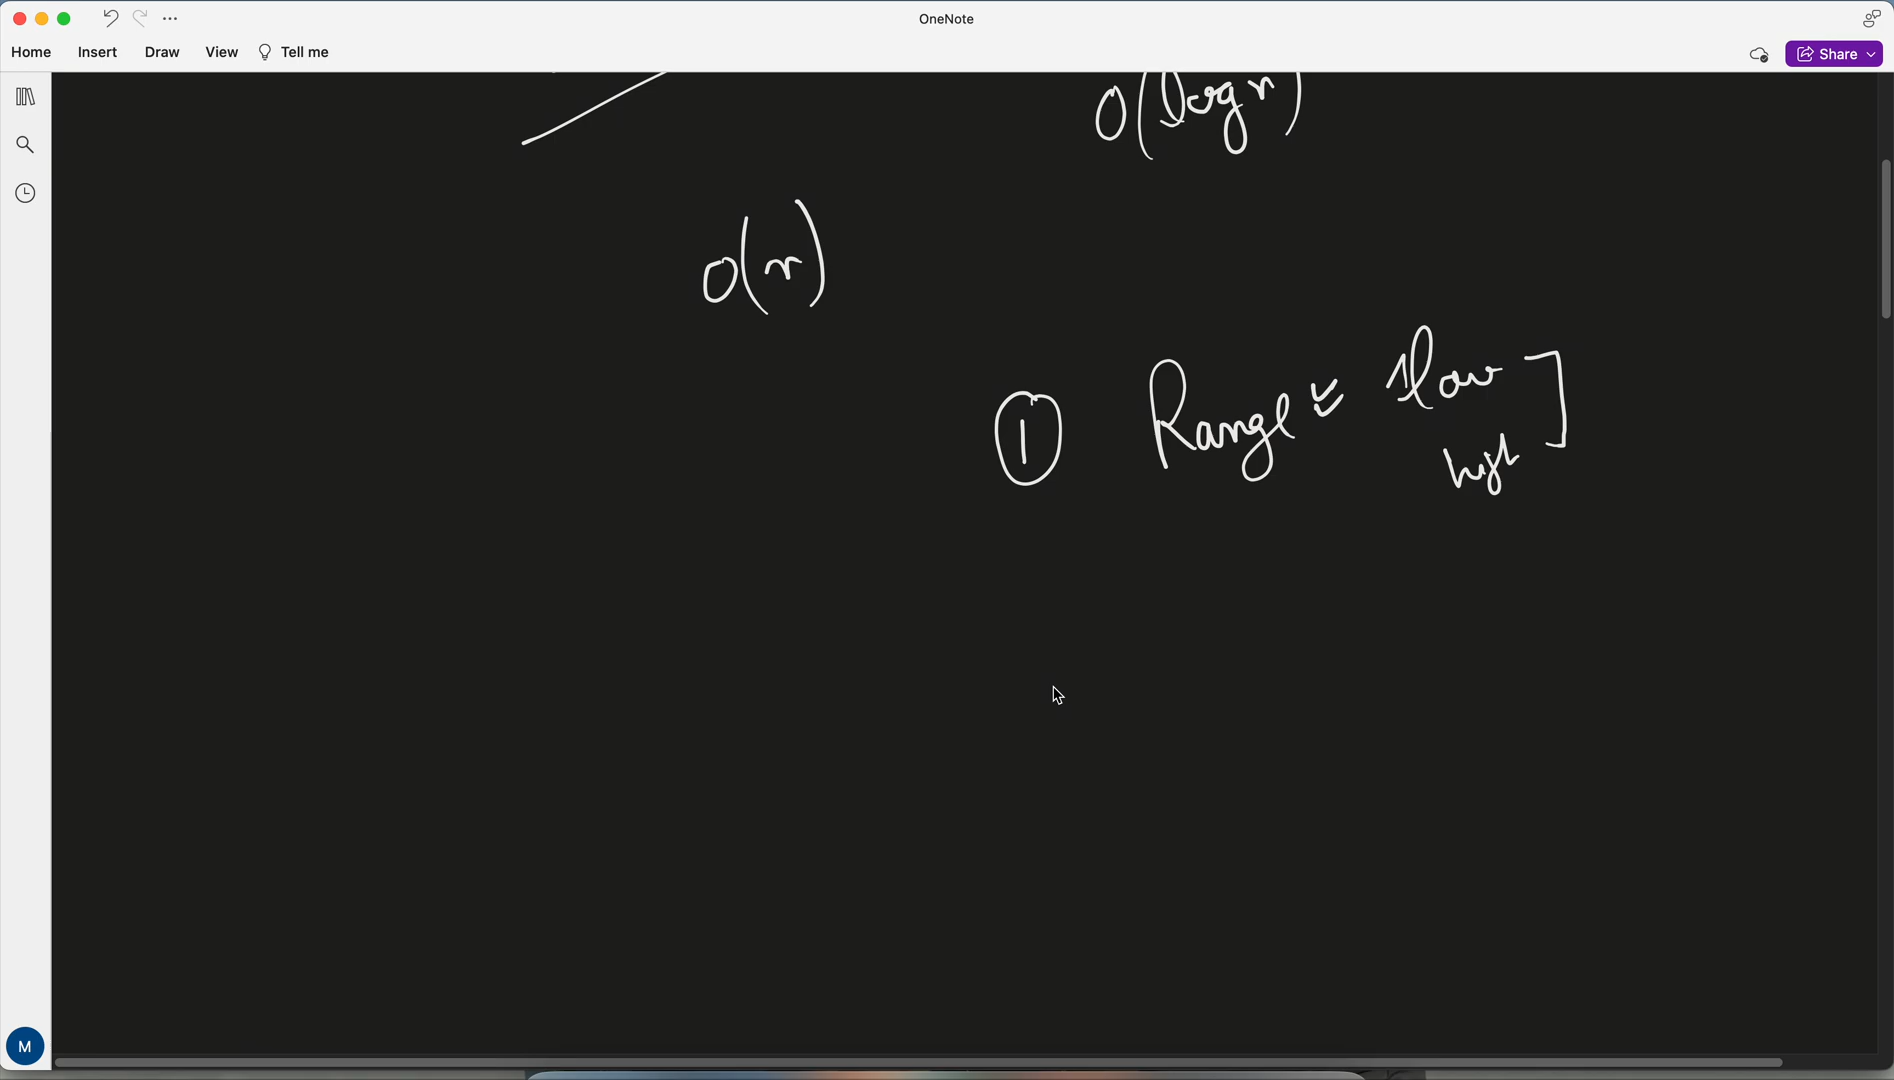 OneNote
Home Insert Draw View Tell me
Share
O(log n)
O(n)
1 Range low
high
M